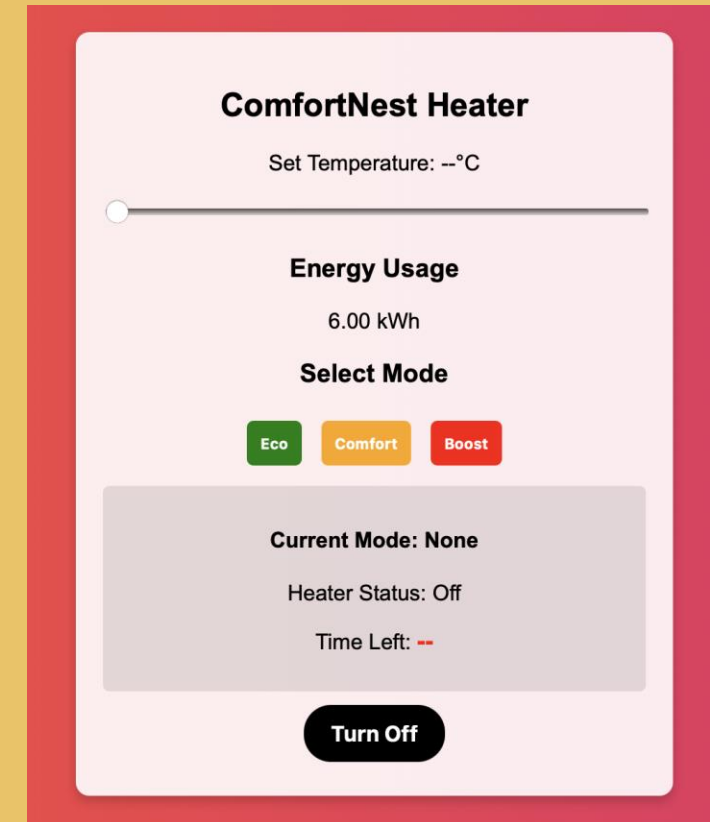 ComfortNest Heater
Set Temperature: --°C
Energy Usage
6.00 kWh
Select Mode
Eco Comfort Boost
Current Mode: None
Heater Status: Off
Time Left: --
Turn Off